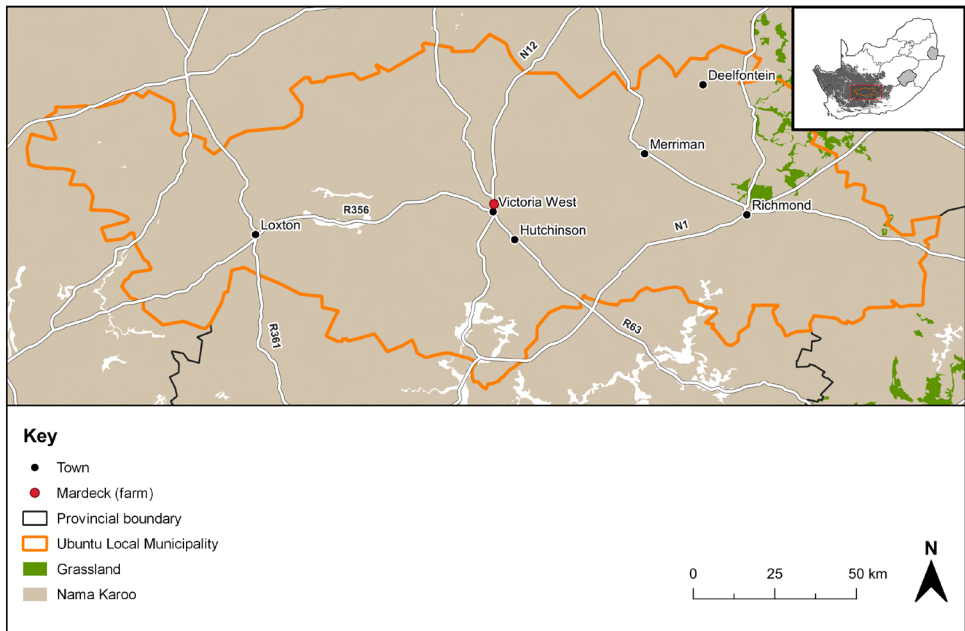 N12
Deelfontein
Merriman
Victoria West
Richmond
R356
Loxton
Hutchinson
N1
R63
R361
Key
Town
Mardeck (farm)
Provincial boundary
Ubuntu Local Municipality
Grassland
Nama Karoo
N
0 25 50 km